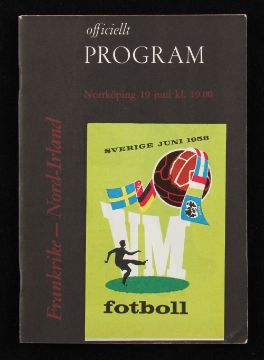 officiellt
PROGRAM
Norrköping 19 juni kl. 19.00
Frankrike — Nord-Irland
SVERIGE JUNI 1958
VM
fotboll